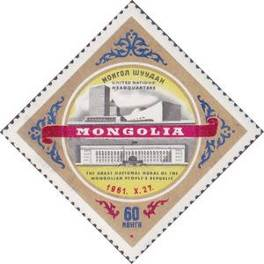 МОНГОЛ ШУУДАН
UNITED NATIONS
HEADQUARTERS
MONGOLIA
THE GREAT NATIONAL HURAL OF THE
MONGOLIAN PEOPLE'S REPUBLIC
1961. X. 27.
60
МӨНГӨ